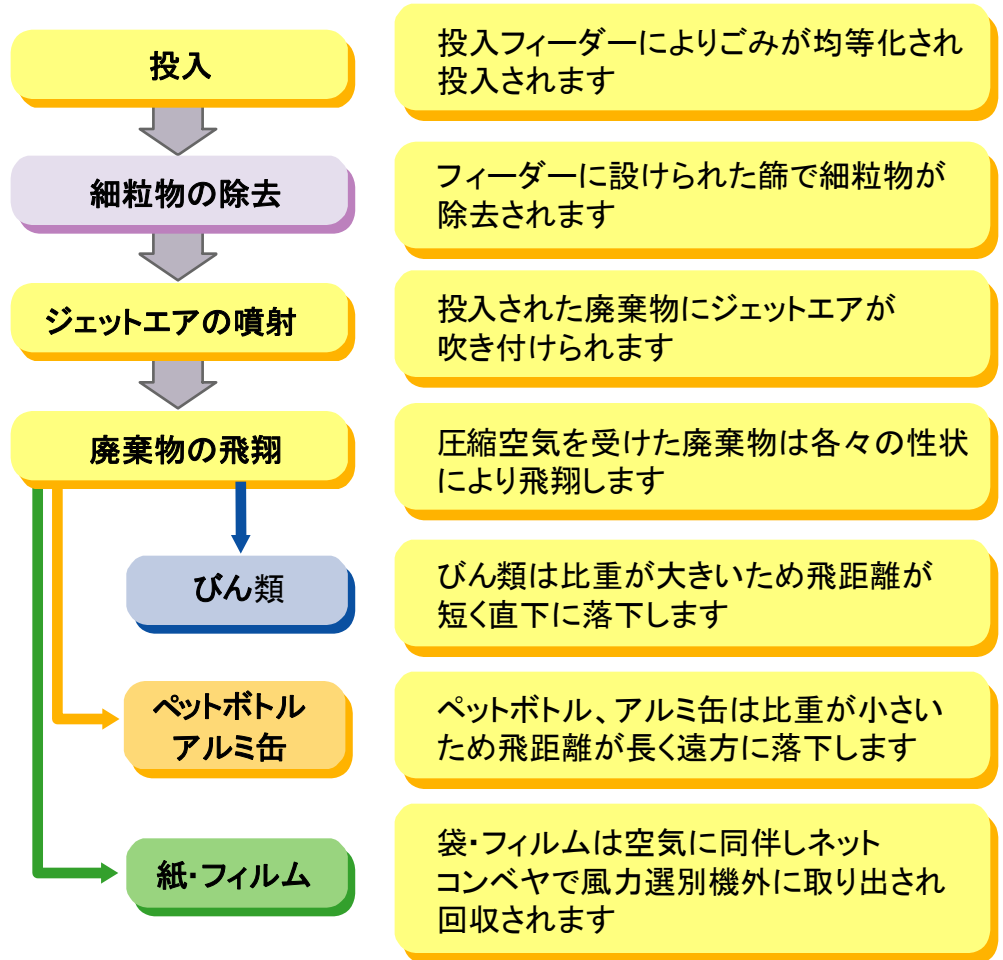 投入
投入フィーダーによりごみが均等化され
投入されます
細粒物の除去
フィーダーに設けられた篩で細粒物が
除去されます
ジェットエアの噴射
投入された廃棄物にジェットエアが
吹き付けられます
廃棄物の飛翔
圧縮空気を受けた廃棄物は各々の性状
により飛翔します
びん類
びん類は比重が大きいため飛距離が
短く直下に落下します
ペットボトル
アルミ缶
ペットボトル、アルミ缶は比重が小さい
ため飛距離が長く遠方に落下します
紙・フィルム
袋・フィルムは空気に同伴しネット
コンベヤで風力選別機外に取り出され
回収されます